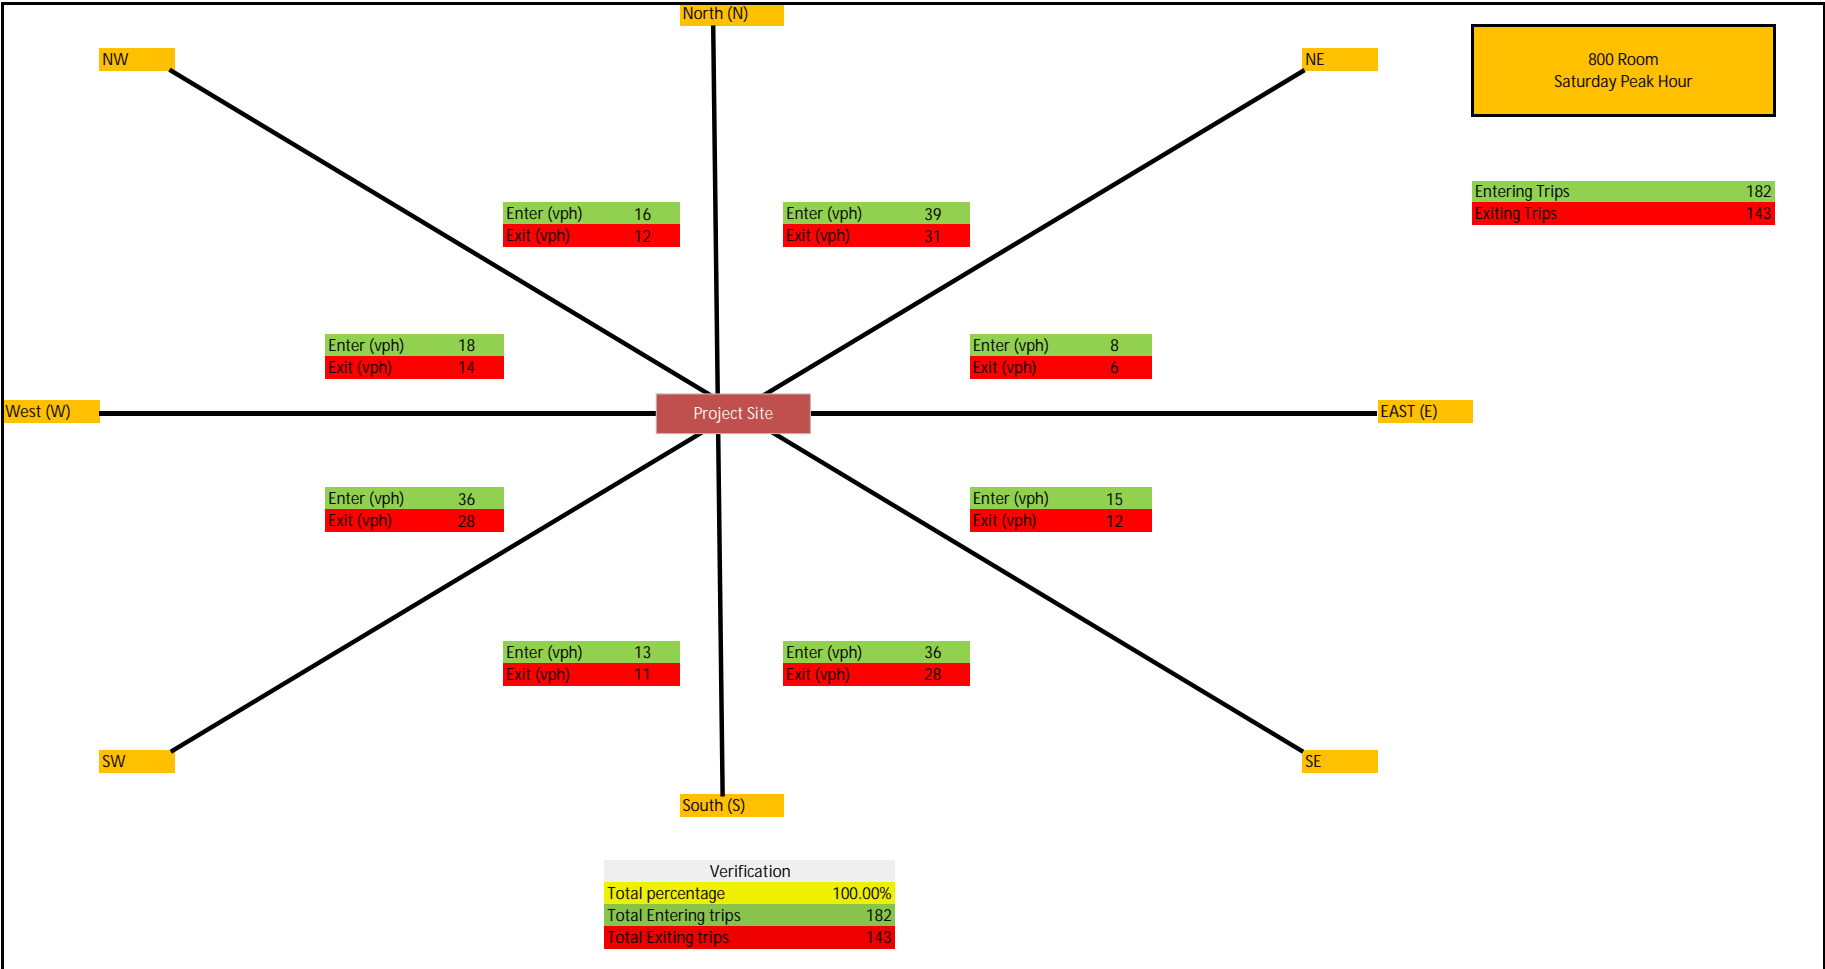 North (N)
NW
NE
800 Room
Saturday Peak Hour
Entering Trips 182
Exiting Trips 143
Enter (vph) 16
Exit (vph) 12
Enter (vph) 39
Exit (vph) 31
Enter (vph) 18
Exit (vph) 14
Enter (vph) 8
Exit (vph) 6
West (W)
Project Site
EAST (E)
Enter (vph) 36
Exit (vph) 28
Enter (vph) 15
Exit (vph) 12
Enter (vph) 13
Exit (vph) 11
Enter (vph) 36
Exit (vph) 28
SW
SE
South (S)
Verification
Total percentage 100.00%
Total Entering trips 182
Total Exiting trips 143